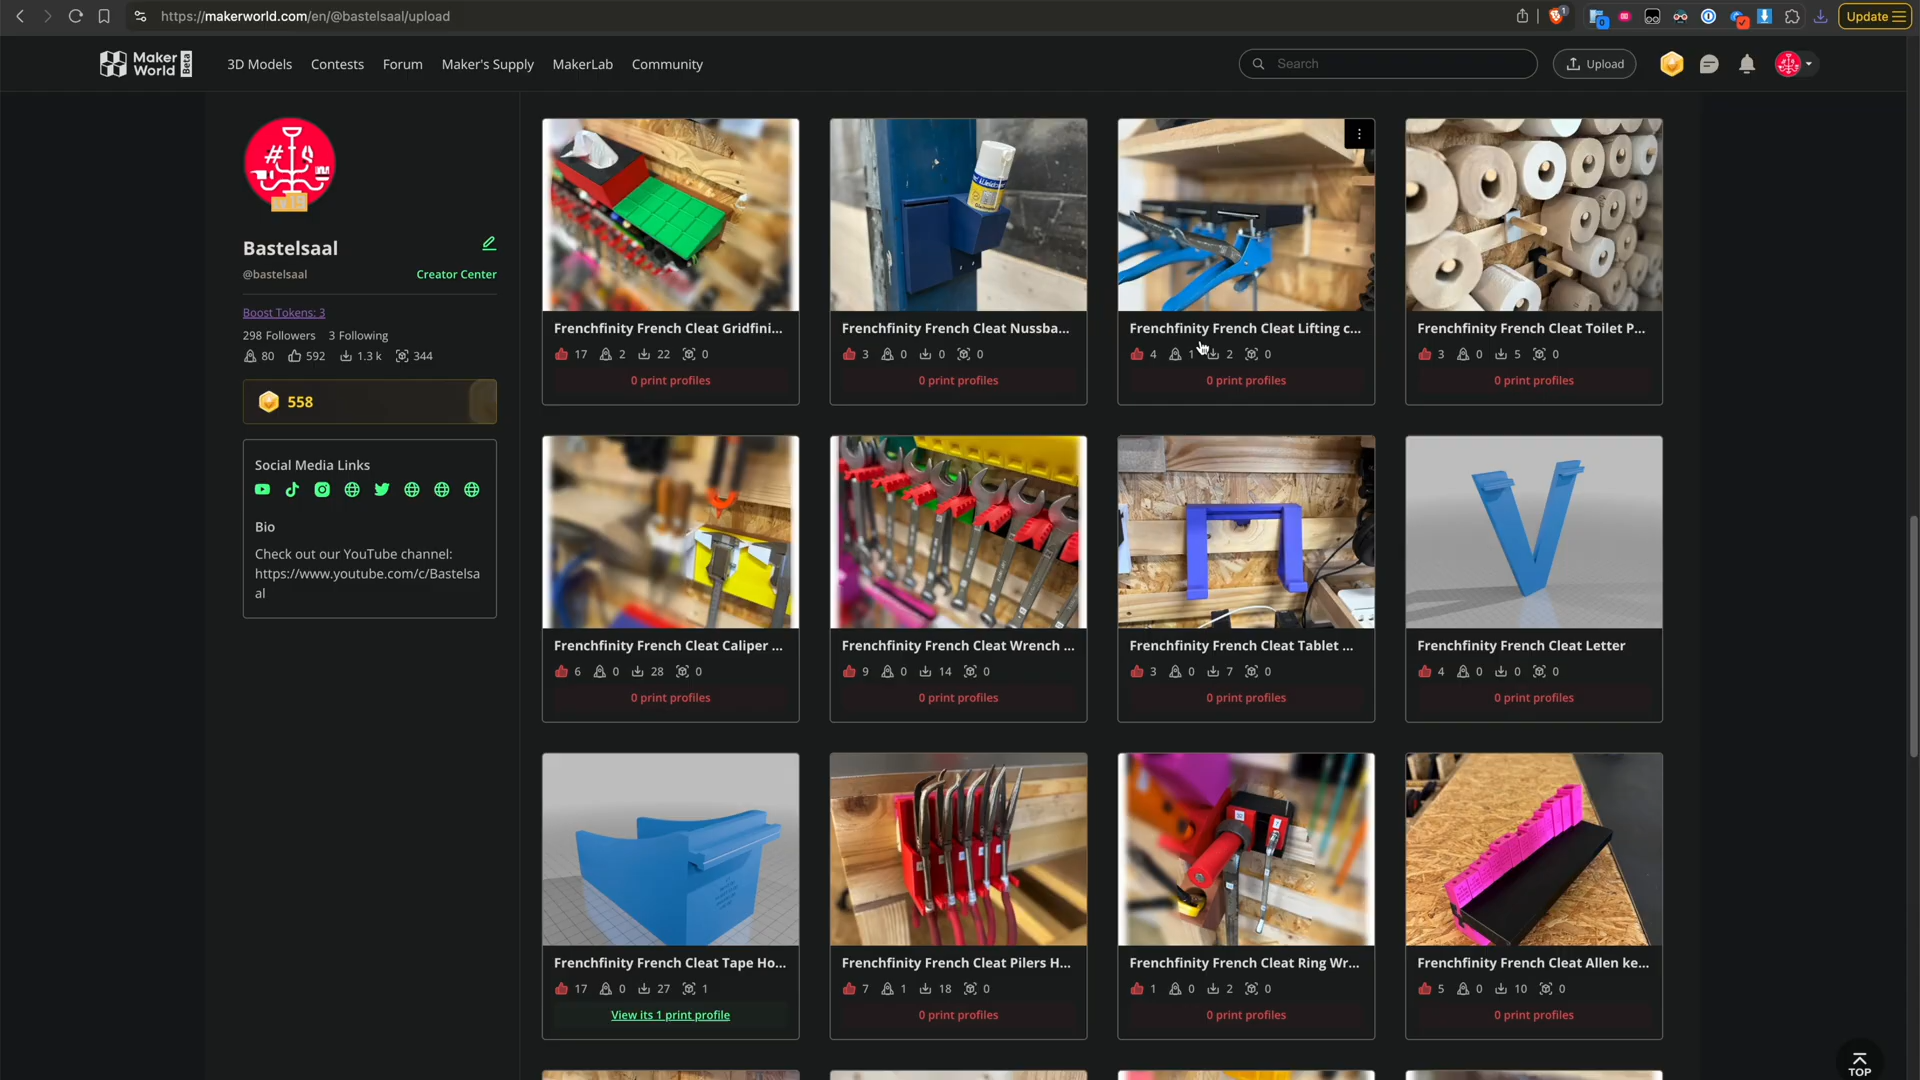 https://makerworld.com/en/@bastelsaal/upload
Update
Maker World Beta
3D Models
Contests
Forum
Maker's Supply
MakerLab
Community
Search
Upload
Bastelsaal
@bastelsaal
Creator Center
Boost Tokens: 3
298 Followers 3 Following
80 592 1.3 k 344
558
Social Media Links
Bio
Check out our YouTube channel:
https://www.youtube.com/c/Bastelsa
al
Frenchfinity French Cleat Gridfini...
17 2 22 0
0 print profiles
Frenchfinity French Cleat Nussba...
3 0 0 0
0 print profiles
Frenchfinity French Cleat Lifting c...
4 1 2 0
0 print profiles
Frenchfinity French Cleat Toilet P...
3 0 5 0
0 print profiles
Frenchfinity French Cleat Caliper ...
6 0 28 0
0 print profiles
Frenchfinity French Cleat Wrench ...
9 0 14 0
0 print profiles
Frenchfinity French Cleat Tablet ...
3 0 7 0
0 print profiles
Frenchfinity French Cleat Letter
4 0 0 0
0 print profiles
Frenchfinity French Cleat Tape Ho...
17 0 27 1
View its 1 print profile
Frenchfinity French Cleat Pilers H...
7 1 18 0
0 print profiles
Frenchfinity French Cleat Ring Wr...
1 0 2 0
0 print profiles
Frenchfinity French Cleat Allen ke...
5 0 10 0
0 print profiles
TOP